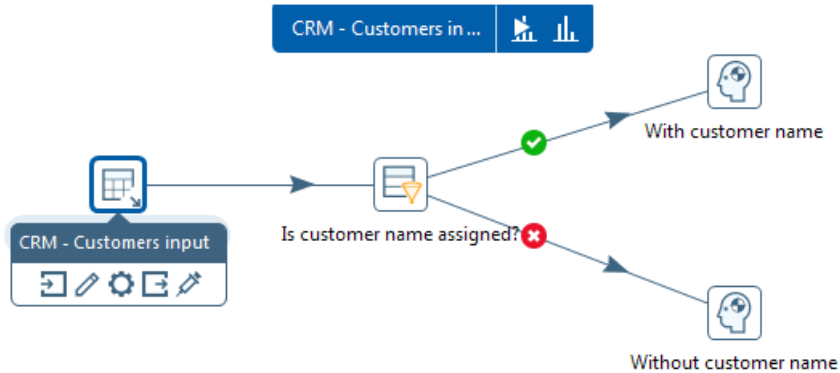 CRM - Customers in ...
With customer name
CRM - Customers input
Is customer name assigned?
Without customer name